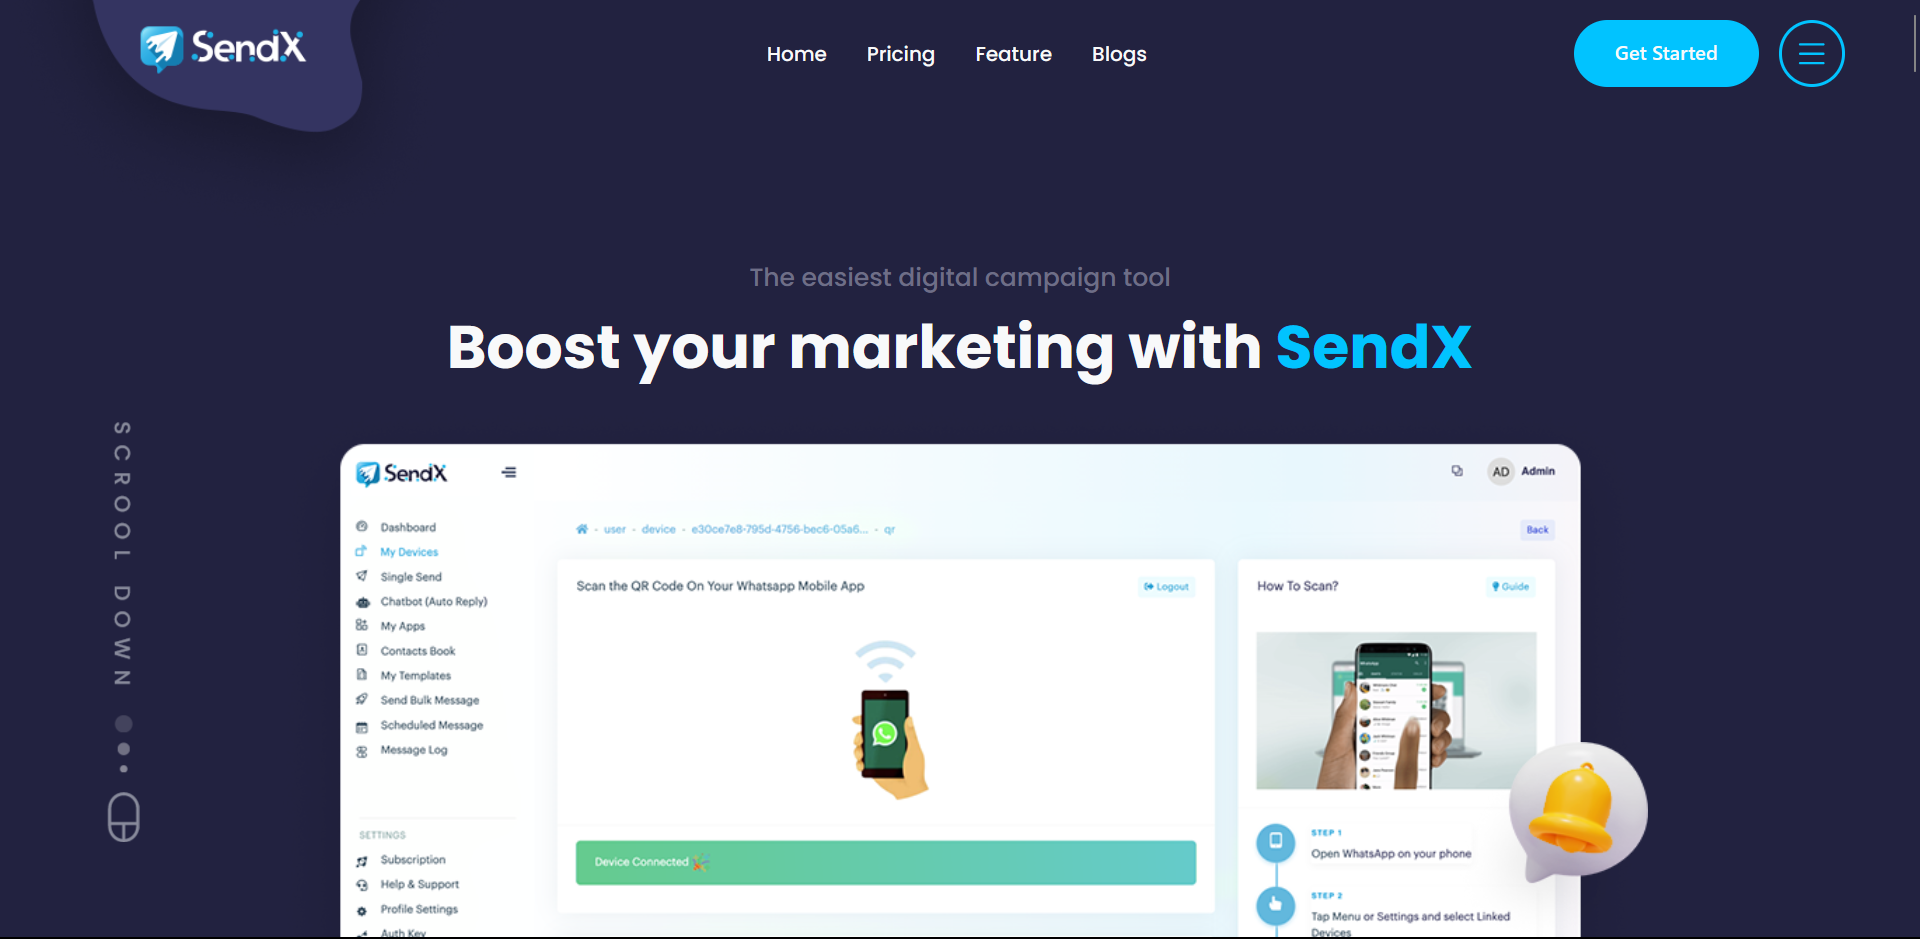 SendX
Home
Pricing
Feature
Blogs
Get Started
The easiest digital campaign tool
Boost your marketing with SendX
SCROOL DOWN
SendX
AD
Admin
Dashboard
My Devices
Single Send
Chatbot (Auto Reply)
My Apps
Contacts Book
My Templates
Send Bulk Message
Scheduled Message
Message Log
SETTINGS
Subscription
Help & Support
Profile Settings
Auth Key
- user - device - e30ce7e8-795d-4756-bec6-05a6... - qr
Back
Scan the QR Code On Your Whatsapp Mobile App
Logout
Device Connected
How To Scan?
Guide
WhatsApp
STEP 1
Open WhatsApp on your phone
STEP 2
Tap Menu or Settings and select Linked
Devices